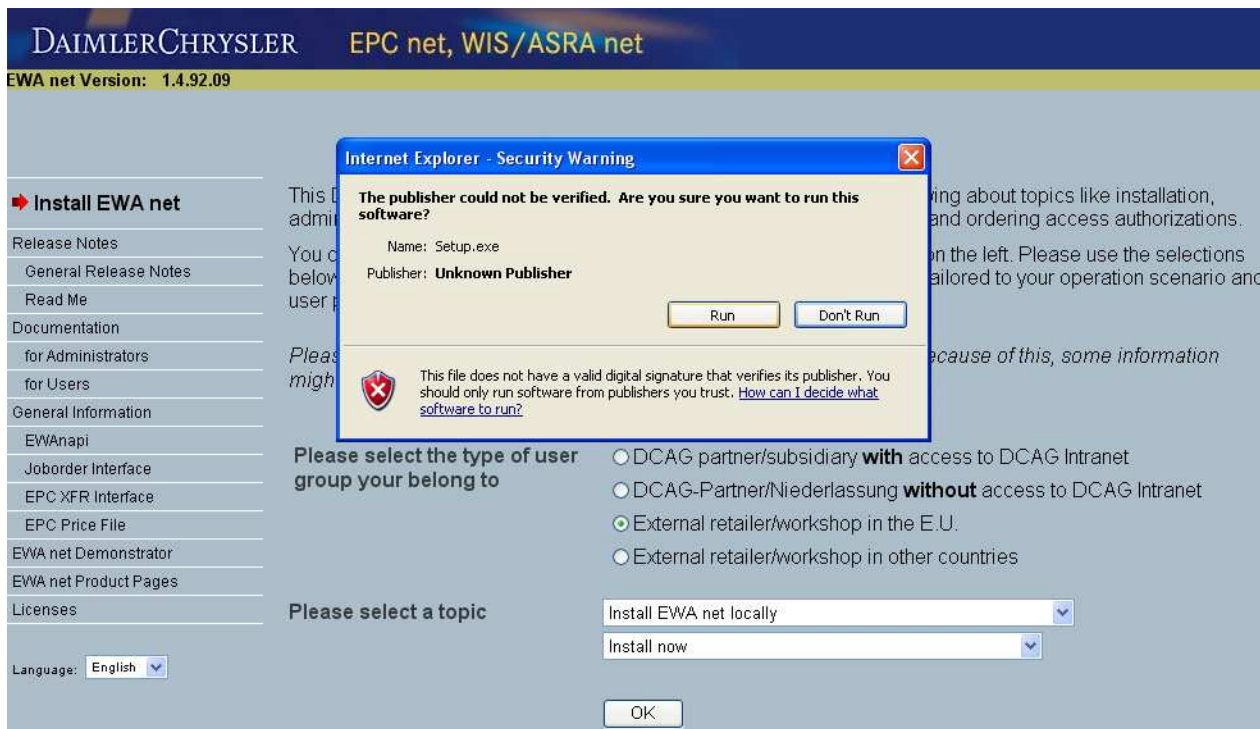 DAIMLERCHRYSLER EPC net, WIS/ASRA net
EWA net Version: 1.4.92.09
Install EWA net
Release Notes
General Release Notes
Read Me
Documentation
for Administrators
for Users
General Information
EWAnapi
Joborder Interface
EPC XFR Interface
EPC Price File
EWA net Demonstrator
EWA net Product Pages
Licenses
Language: English
Internet Explorer - Security Warning
The publisher could not be verified. Are you sure you want to run this
software?
Name: Setup.exe
Publisher: Unknown Publisher
Run Don't Run
This file does not have a valid digital signature that verifies its publisher. You
should only run software from publishers you trust. How can I decide what
software to run?
This about topics like installation,
and ordering access authorizations.
on the left. Please use the selections
below to your operation scenario and
user
of this, some information
Please select the type of user
group your belong to
DCAG partner/subsidiary with access to DCAG Intranet
DCAG-Partner/Niederlassung without access to DCAG Intranet
External retailer/workshop in the E.U.
External retailer/workshop in other countries
Please select a topic
Install EWA net locally
Install now
OK